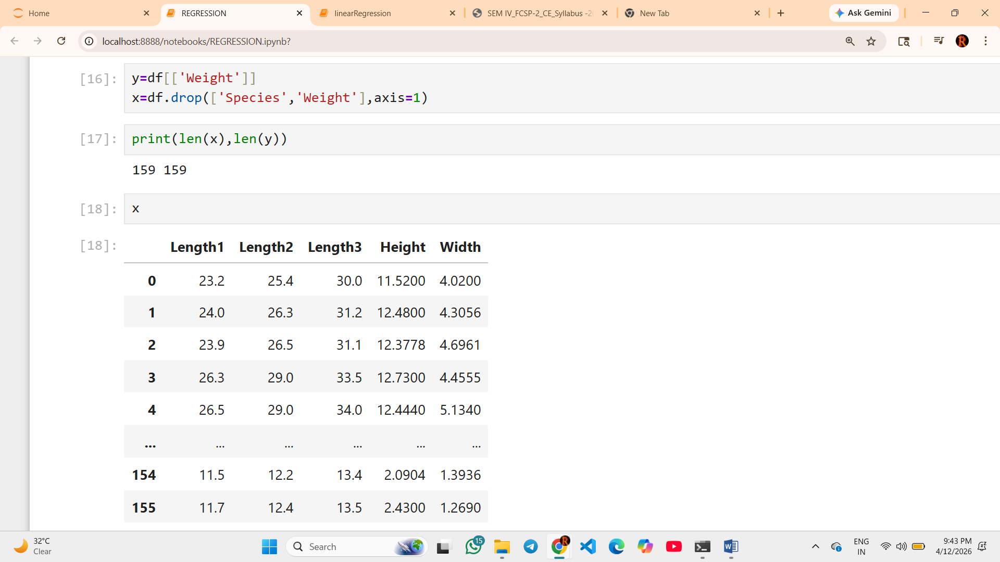 Home
REGRESSION
linearRegression
SEM IV_FCSP-2_CE_Syllabus -20
New Tab
Ask Gemini
localhost:8888/notebooks/REGRESSION.ipynb?
[16]: y=df[['Weight']]
x=df.drop(['Species','Weight'],axis=1)
[17]: print(len(x),len(y))
159 159
[18]: x
[18]: Length1 Length2 Length3 Height Width
0 23.2 25.4 30.0 11.5200 4.0200
1 24.0 26.3 31.2 12.4800 4.3056
2 23.9 26.5 31.1 12.3778 4.6961
3 26.3 29.0 33.5 12.7300 4.4555
4 26.5 29.0 34.0 12.4440 5.1340
... ... ... ... ... ...
154 11.5 12.2 13.4 2.0904 1.3936
155 11.7 12.4 13.5 2.4300 1.2690
32°C
Clear
Search
15
ENG
IN
9:43 PM
4/12/2026